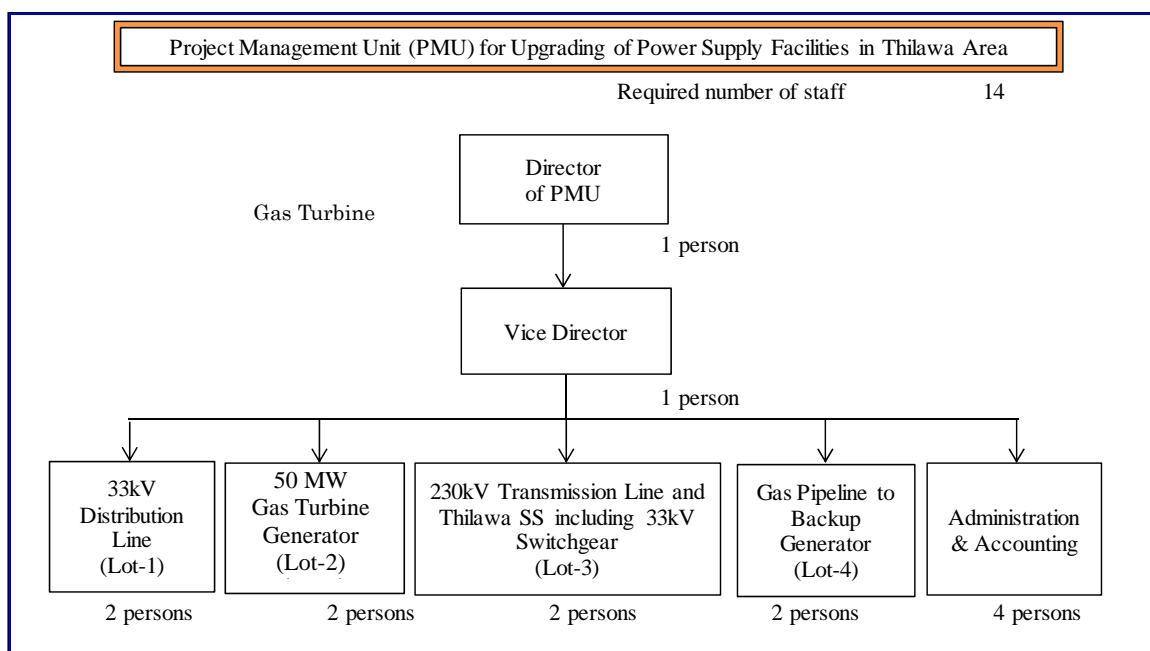 Project Management Unit (PMU) for Upgrading of Power Supply Facilities in Thilawa Area
Required number of staff 14
Director
of PMU
Gas Turbine
1 person
Vice Director
1 person
33kV
Distribution
Line
(Lot-1)
2 persons
50 MW
Gas Turbine
Generator
(Lot-2)
2 persons
230kV Transmission Line and
Thilawa SS including 33kV
Switchgear
(Lot-3)
2 persons
Gas Pipeline to
Backup
Generator
(Lot-4)
2 persons
Administration
& Accounting
4 persons